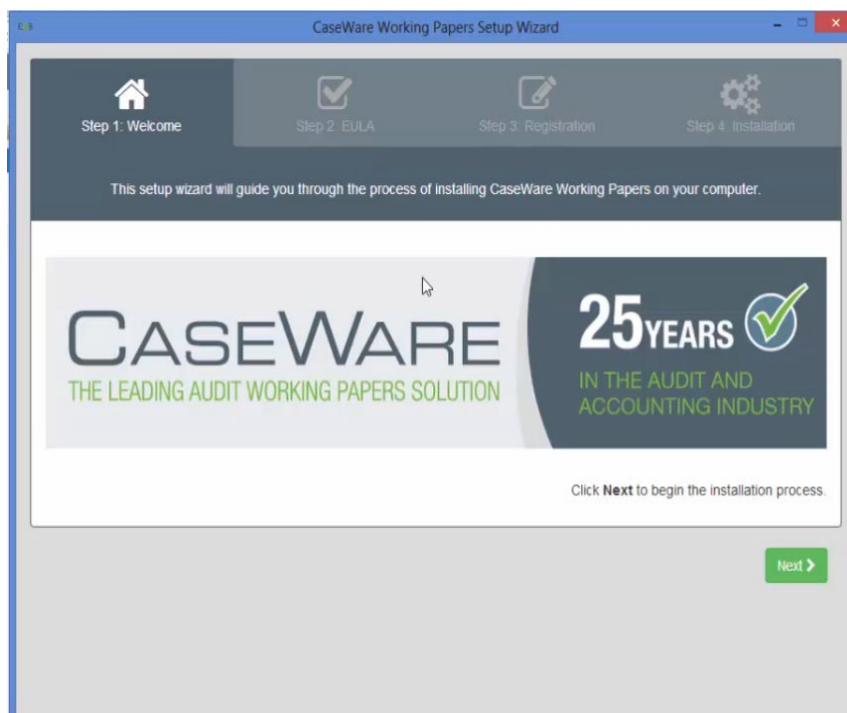 CaseWare Working Papers Setup Wizard
Step 1: Welcome
Step 2: EULA
Step 3: Registration
Step 4: Installation
This setup wizard will guide you through the process of installing CaseWare Working Papers on your computer.
CASEWARE
THE LEADING AUDIT WORKING PAPERS SOLUTION
25 YEARS
IN THE AUDIT AND
ACCOUNTING INDUSTRY
Click Next to begin the installation process.
Next